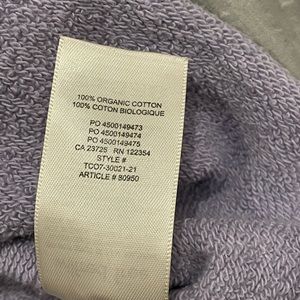 100% ORGANIC COTTON
100% COTON BIOLOGIQUE
PO 4500149473
PO 4500149474
PO 4500149475
CA 23725 RN 122354
STYLE #
TCO7-30021-21
ARTICLE # 80950